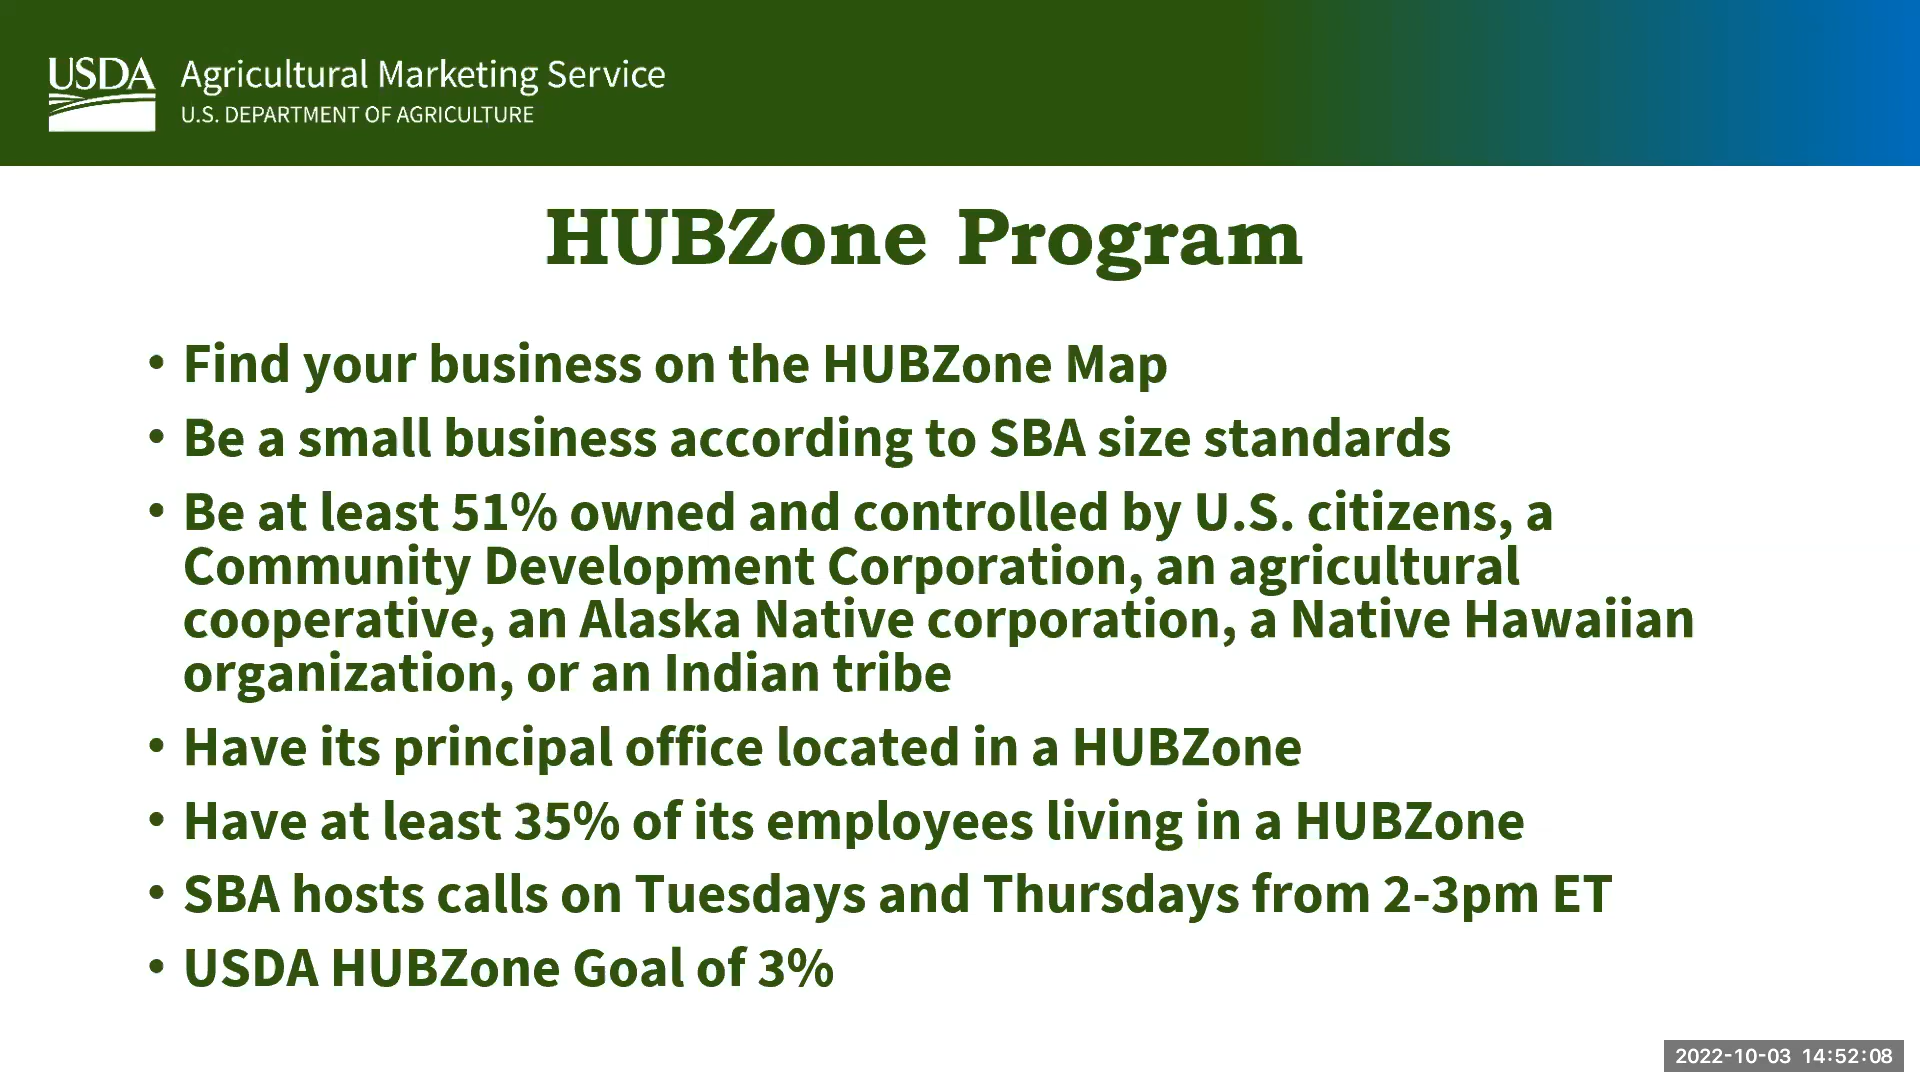 USDA Agricultural Marketing Service
U.S. DEPARTMENT OF AGRICULTURE
HUBZone Program
• Find your business on the HUBZone Map
• Be a small business according to SBA size standards
• Be at least 51% owned and controlled by U.S. citizens, a
Community Development Corporation, an agricultural
cooperative, an Alaska Native corporation, a Native Hawaiian
organization, or an Indian tribe
• Have its principal office located in a HUBZone
• Have at least 35% of its employees living in a HUBZone
• SBA hosts calls on Tuesdays and Thursdays from 2-3pm ET
• USDA HUBZone Goal of 3%
2022-10-03 14:52:08